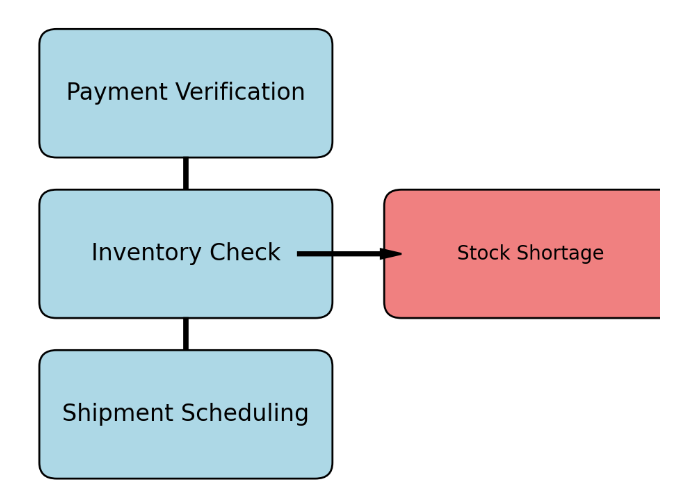 Payment Verification
Inventory Check
Stock Shortage
Shipment Scheduling